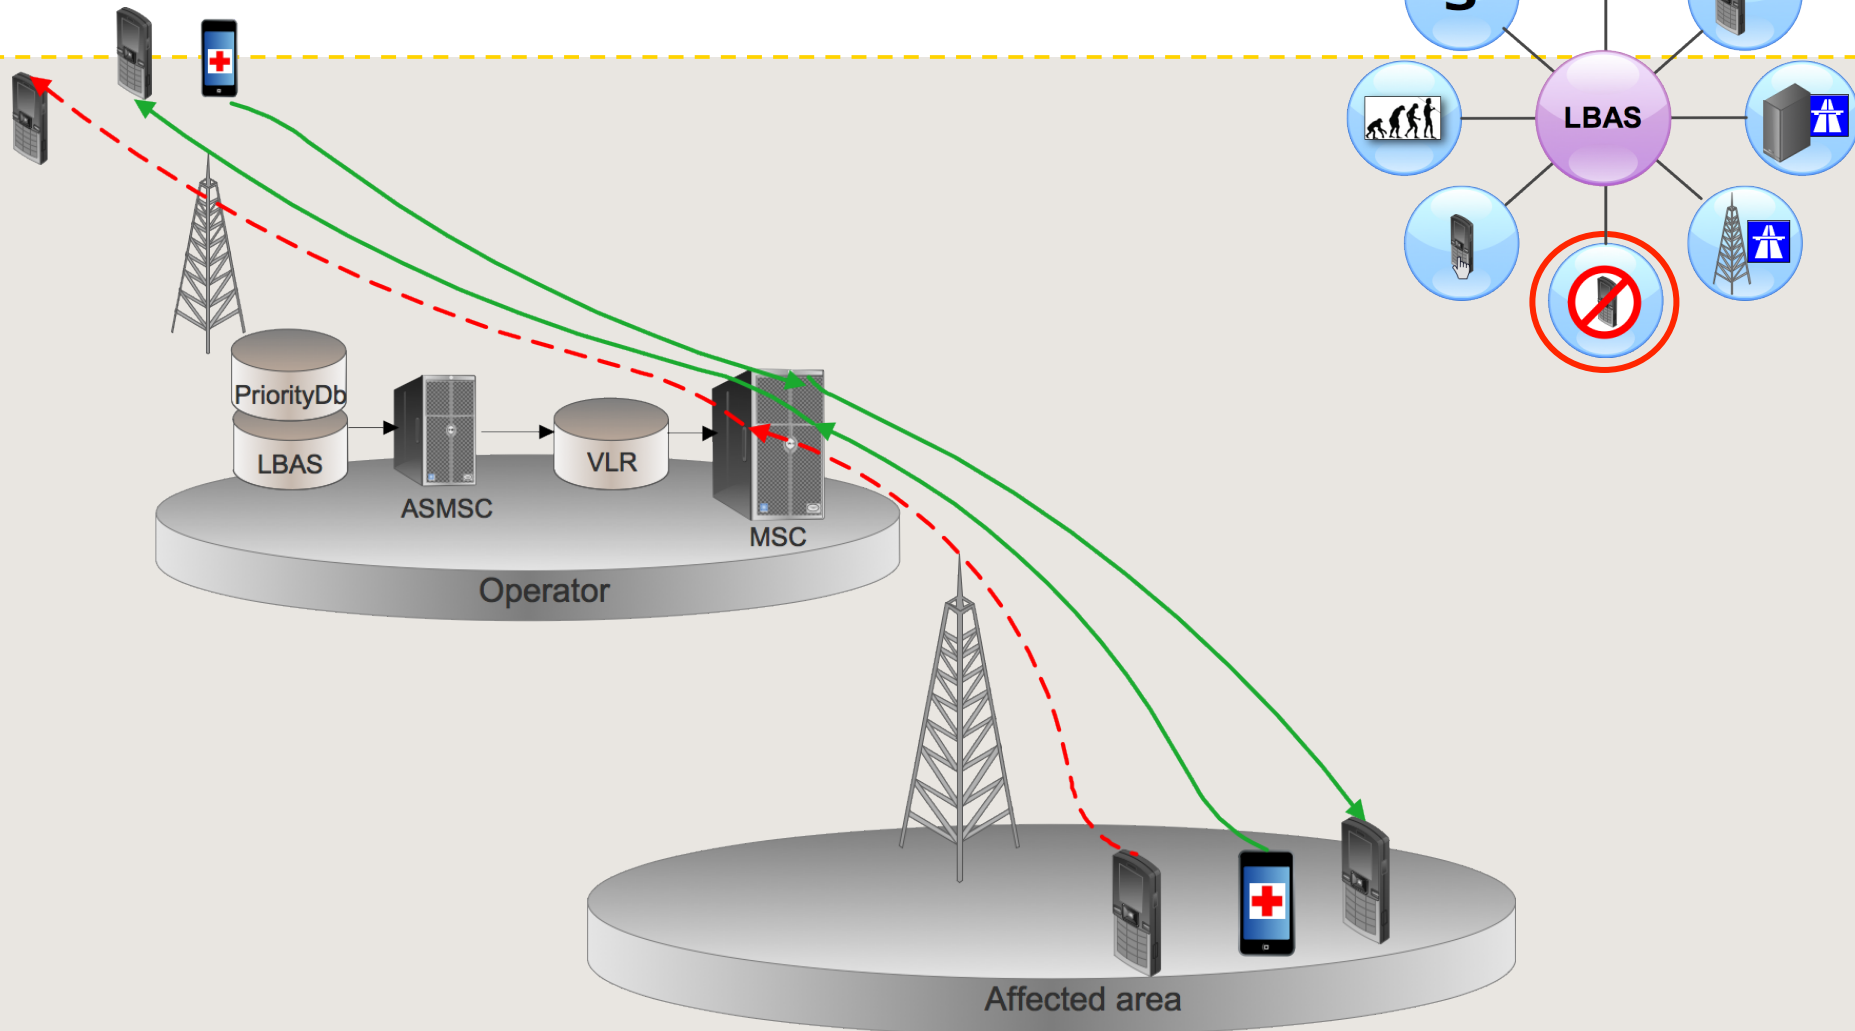 S
LBAS
PriorityDb
LBAS
VLR
ASMSC
MSC
Operator
Affected area